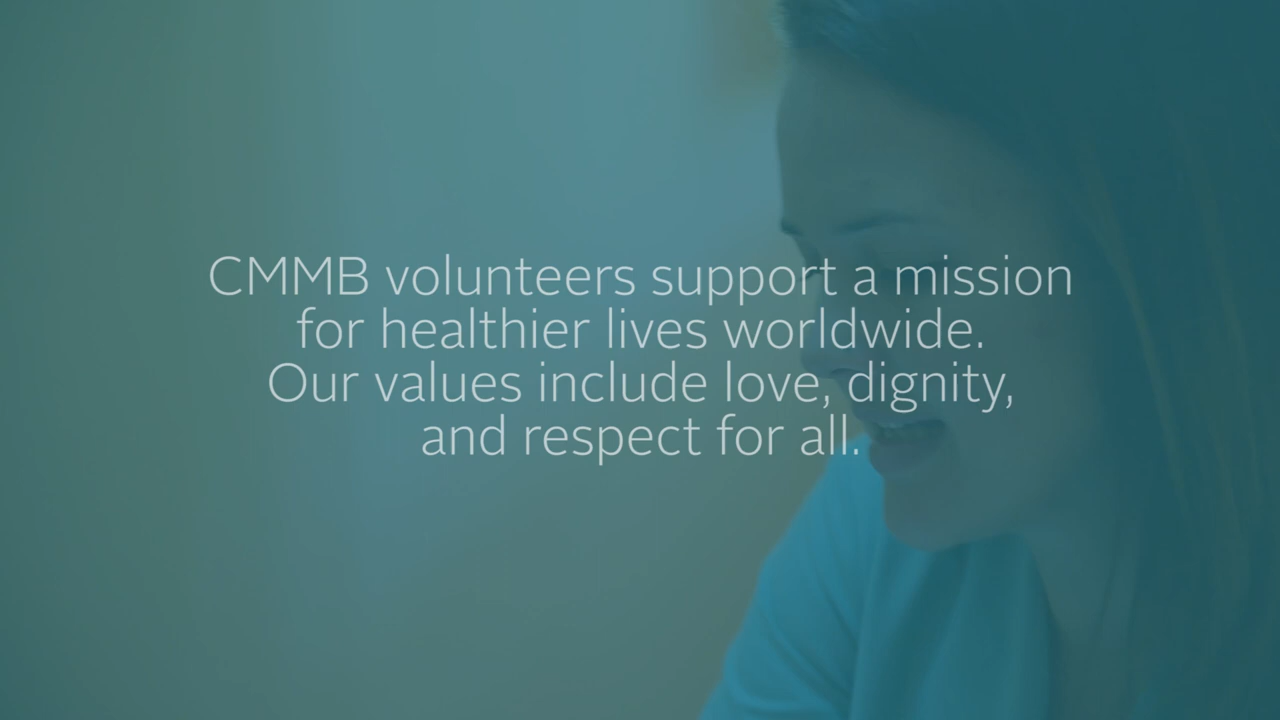 CMMB volunteers support a mission
for healthier lives worldwide.
Our values include love, dignity,
and respect for all.